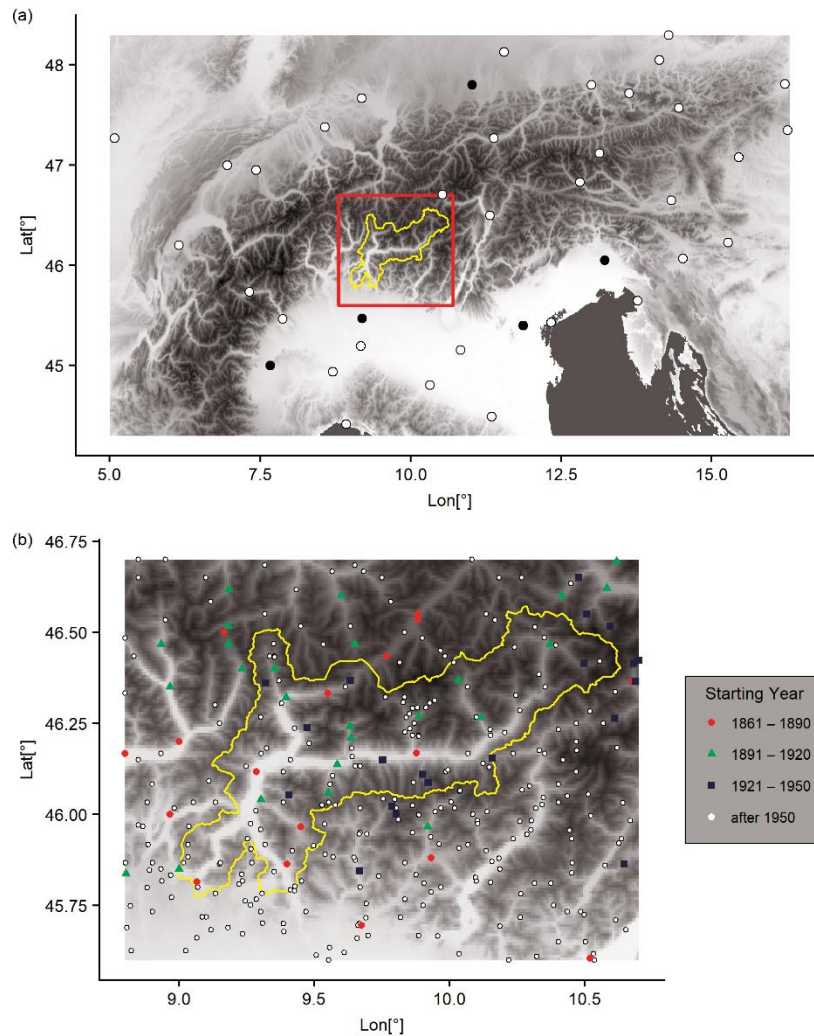 (a)
48
47
46
45
Lat[°]
5.0 7.5 10.0 12.5 15.0
Lon[°]
(b)
46.75
46.50
46.25
46.00
45.75
Lat[°]
9.0 9.5 10.0 10.5
Lon[°]
Starting Year
1861 – 1890
1891 – 1920
1921 – 1950
after 1950